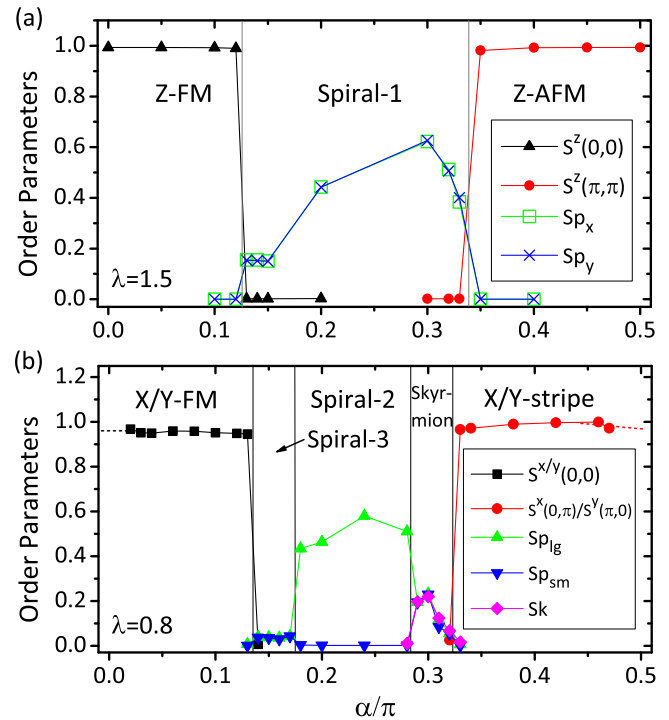 (a)
Order Parameters
1.0
0.8
0.6
0.4
0.2
0.0
Z-FM
Spiral-1
Z-AFM
S^z(0,0)
S^z(π,π)
Sp_x
Sp_y
λ=1.5
0.0 0.1 0.2 0.3 0.4 0.5
(b)
Order Parameters
1.2
1.0
0.8
0.6
0.4
0.2
0.0
X/Y-FM
Spiral-2
Spiral-3
Skyr-
mion
X/Y-stripe
S^x/y(0,0)
S^x(0,π)/S^y(π,0)
Sp_lg
Sp_sm
Sk
λ=0.8
0.0 0.1 0.2 0.3 0.4 0.5
α/π